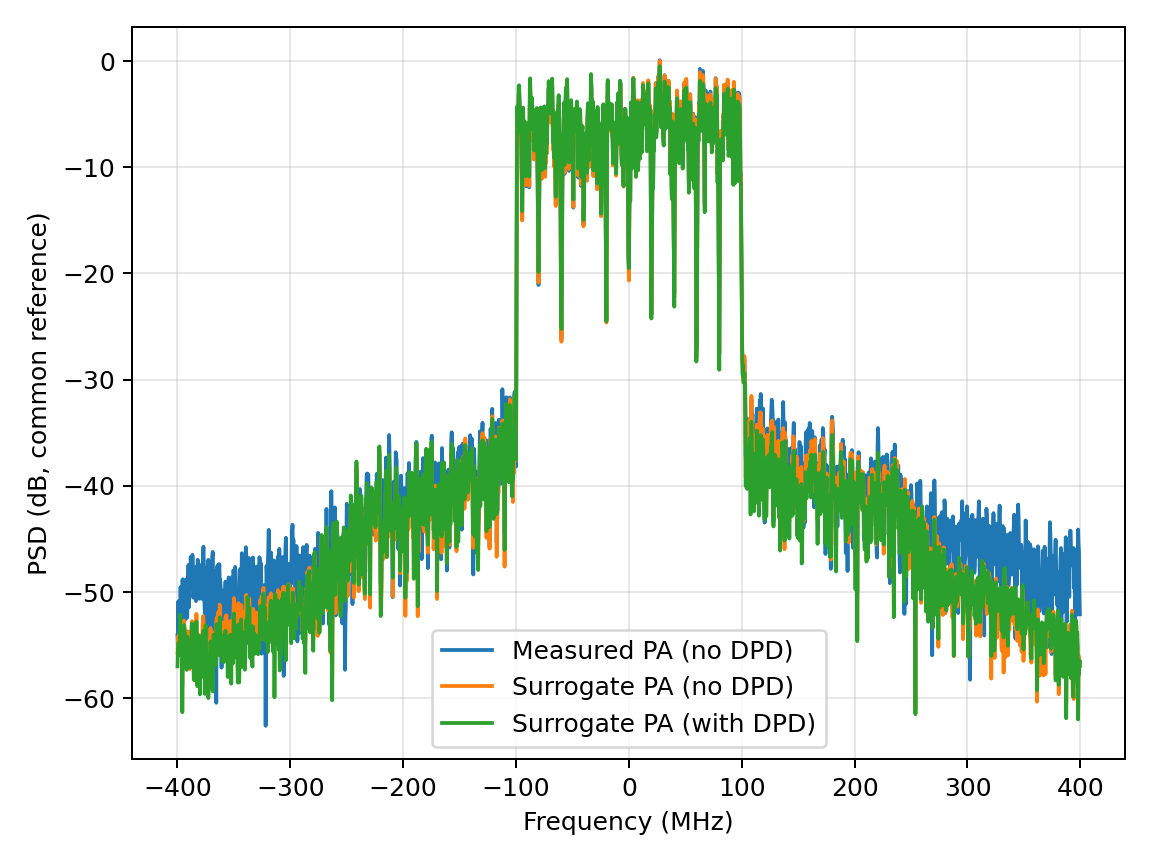 0
−10
−20
−30
−40
−50
−60
PSD (dB, common reference)
Measured PA (no DPD)
Surrogate PA (no DPD)
Surrogate PA (with DPD)
−400 −300 −200 −100 0 100 200 300 400
Frequency (MHz)